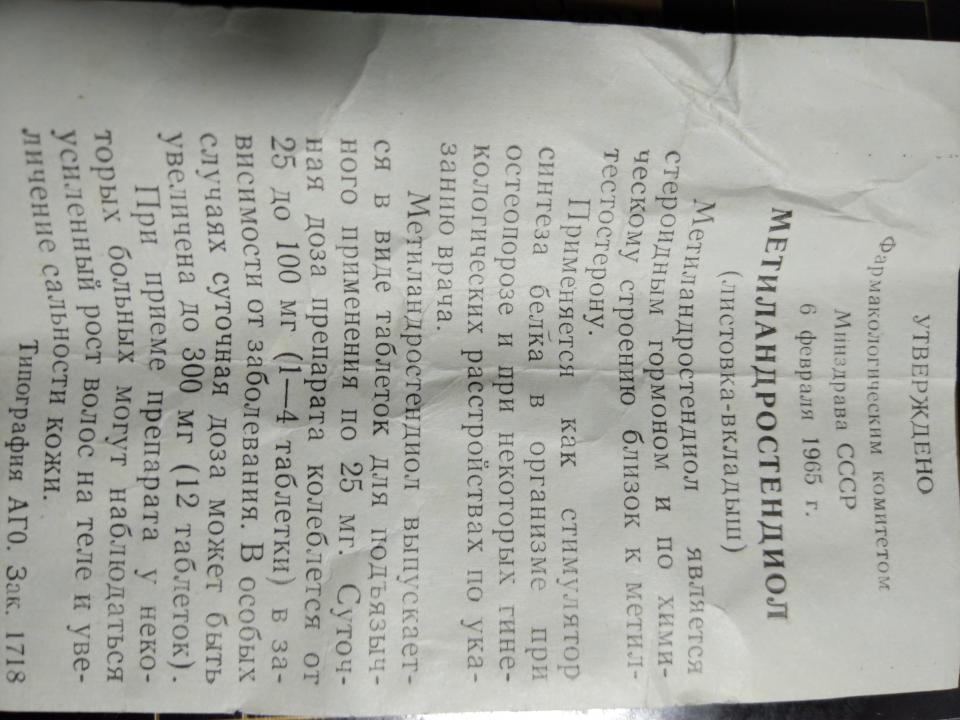 УТВЕРЖДЕНО
Фармакологическим комитетом
Минздрава СССР
6 февраля 1965 г.
МЕТИЛАНДРОСТЕНДИОЛ
(листовка-вкладыш)
Метиландростендиол является
стероидным гормоном и по хими-
ческому строению близок к метил-
тестостерону.
Применяется как стимулятор
синтеза белка в организме при
остеопорозе и при некоторых гине-
кологических расстройствах по ука-
занию врача.
Метиландростендиол выпускает-
ся в виде таблеток для подъязыч-
ного применения по 25 мг. Суточ-
ная доза препарата колеблется от
25 до 100 мг (1—4 таблетки) в за-
висимости от заболевания. В особых
случаях суточная доза может быть
увеличена до 300 мг (12 таблеток).
При приеме препарата у неко-
торых больных могут наблюдаться
усиленный рост волос на теле и уве-
личение сальности кожи.
Типография АГО. Зак. 1718